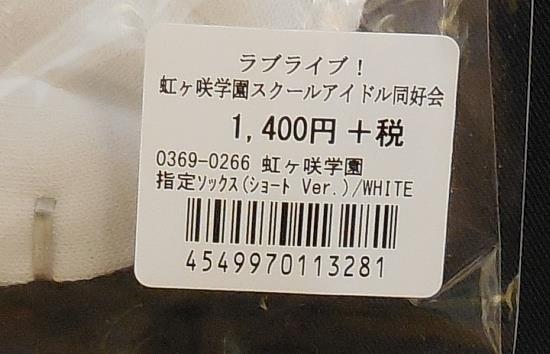 ラブライブ！
虹ヶ咲学園スクールアイドル同好会
1,400円＋税
0369-0266 虹ヶ咲学園
指定ｿｯｸｽ(ｼｮｰﾄ Ver.)/WHITE
4549970113281